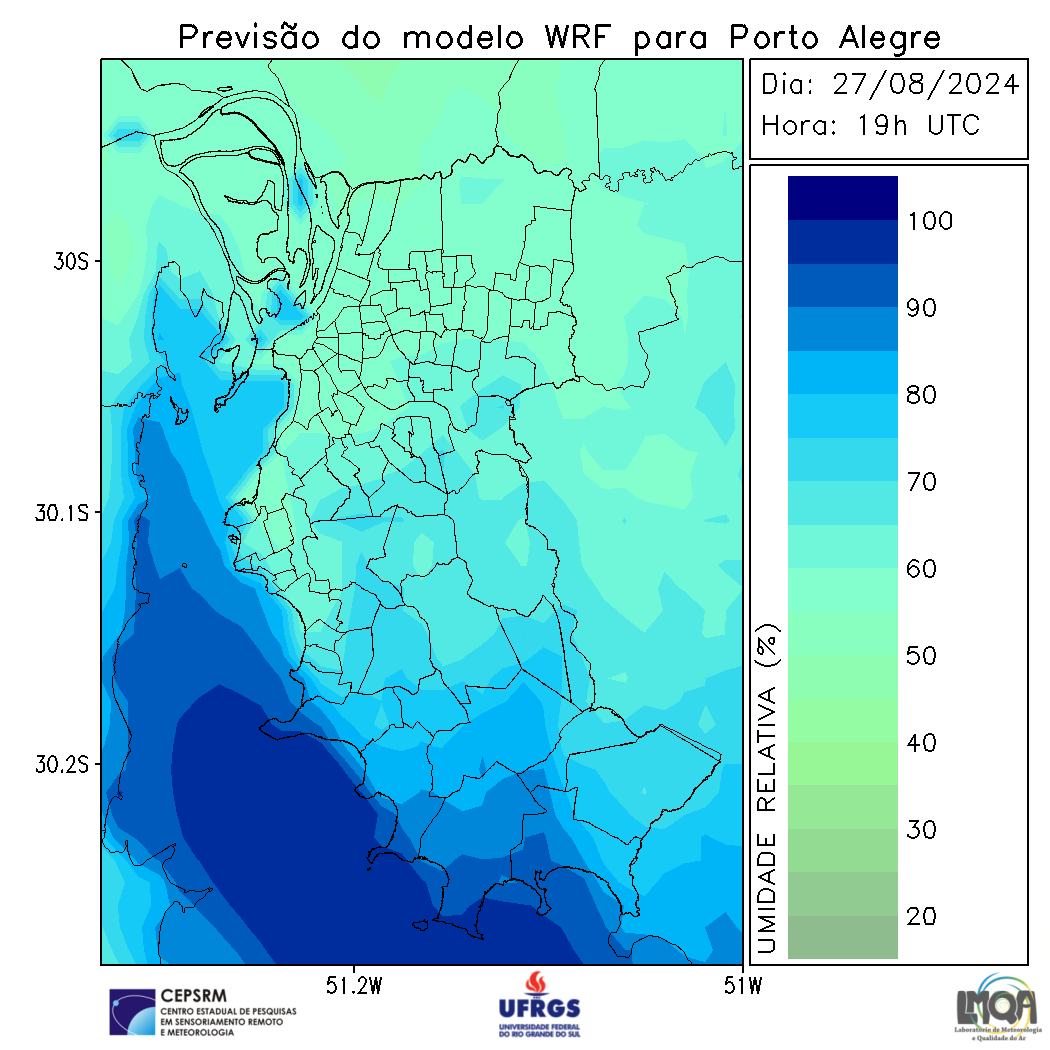 Previsão do modelo WRF para Porto Alegre
Dia: 27/08/2024
Hora: 19h UTC
30S
30.1S
30.2S
51.2W
51W
UMIDADE RELATIVA (%)
100
90
80
70
60
50
40
30
20
CEPSRM
CENTRO ESTADUAL DE PESQUISAS
EM SENSORIAMENTO REMOTO
E METEOROLOGIA
UFRGS
UNIVERSIDADE FEDERAL
DO RIO GRANDE DO SUL
LMQA
Laboratório de Meteorologia
e Qualidade do Ar